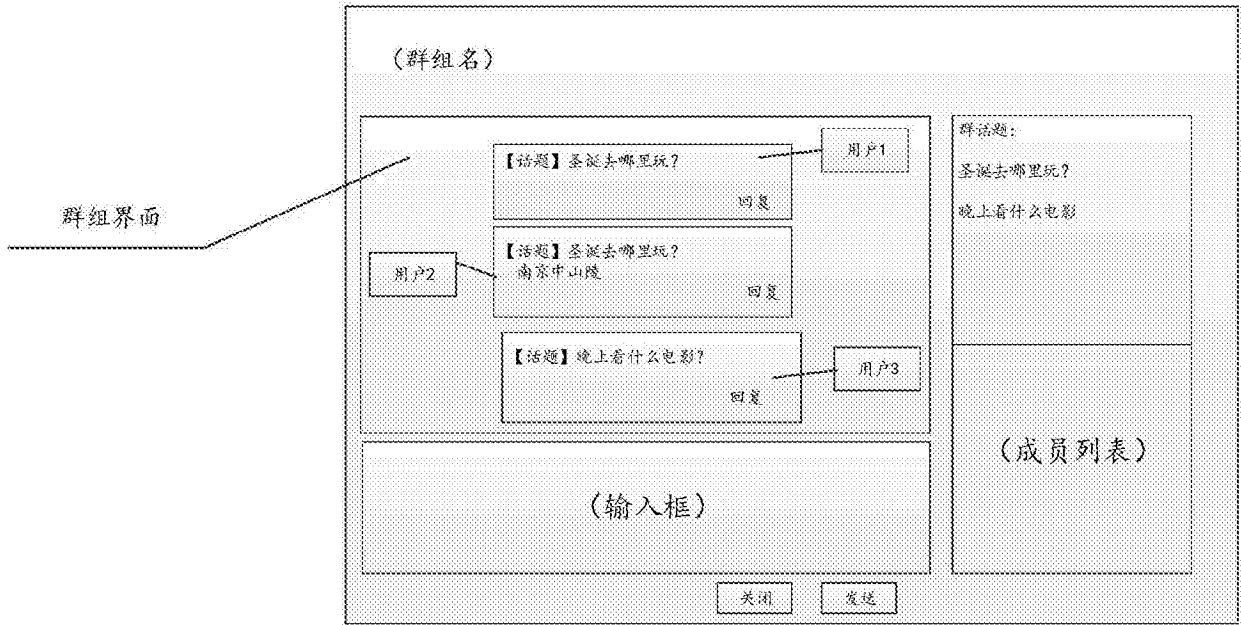 （群组名）
群组界面
【话题】圣诞去哪里玩？
回复
用户1
【话题】圣诞去哪里玩？
南京中山陵
回复
用户2
【话题】晚上看什么电影？
回复
用户3
群话题：
圣诞去哪里玩？
晚上看什么电影
（成员列表）
（输入框）
关闭
发送